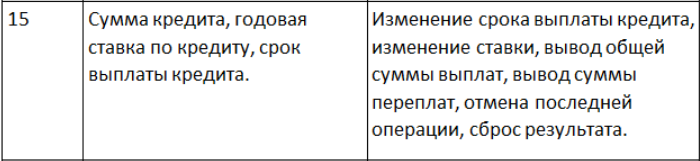 15
Сумма кредита, годовая
ставка по кредиту, срок
выплаты кредита.
Изменение срока выплаты кредита,
изменение ставки, вывод общей
суммы выплат, вывод суммы
переплат, отмена последней
операции, сброс результата.